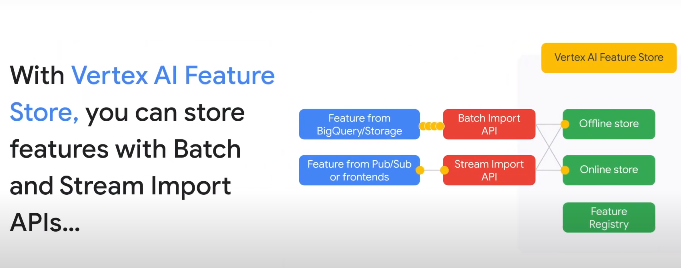 With Vertex AI Feature
Store, you can store
features with Batch
and Stream Import
APIs...
Vertex AI Feature Store
Feature from
BigQuery/Storage
Batch Import
API
Offline store
Feature from Pub/Sub
or frontends
Stream Import
API
Online store
Feature
Registry